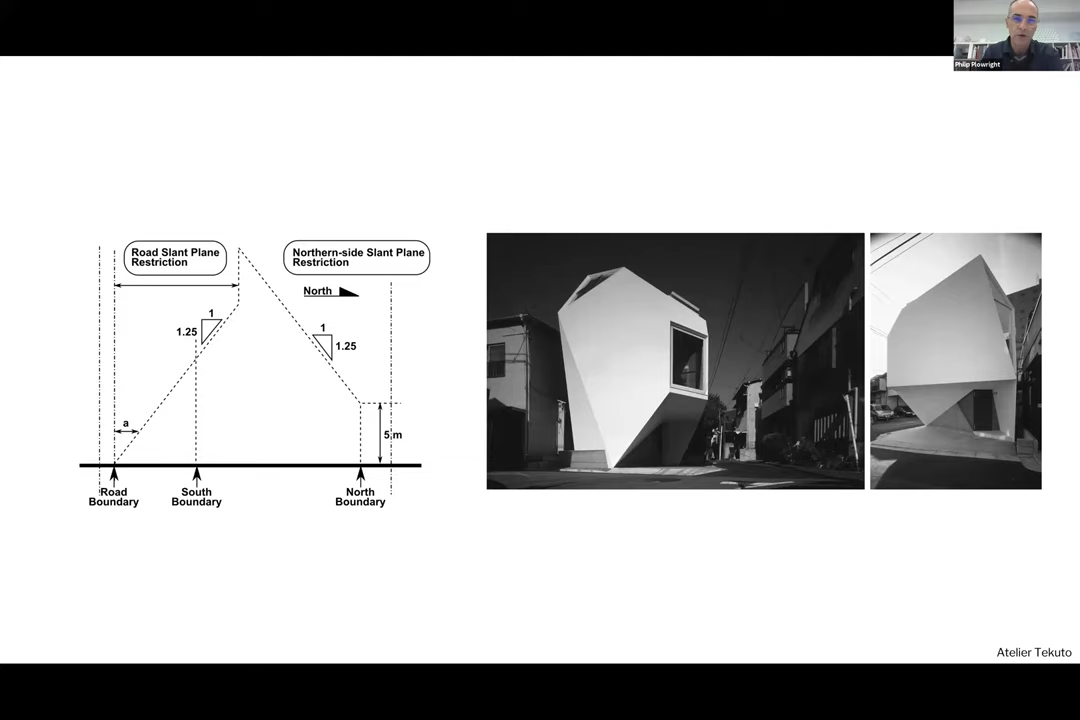 Philip Plowright
Road Slant Plane
Restriction
Northern-side Slant Plane
Restriction
North
1
1.25
1
1.25
a
5 m
Road
Boundary
South
Boundary
North
Boundary
Atelier Tekuto